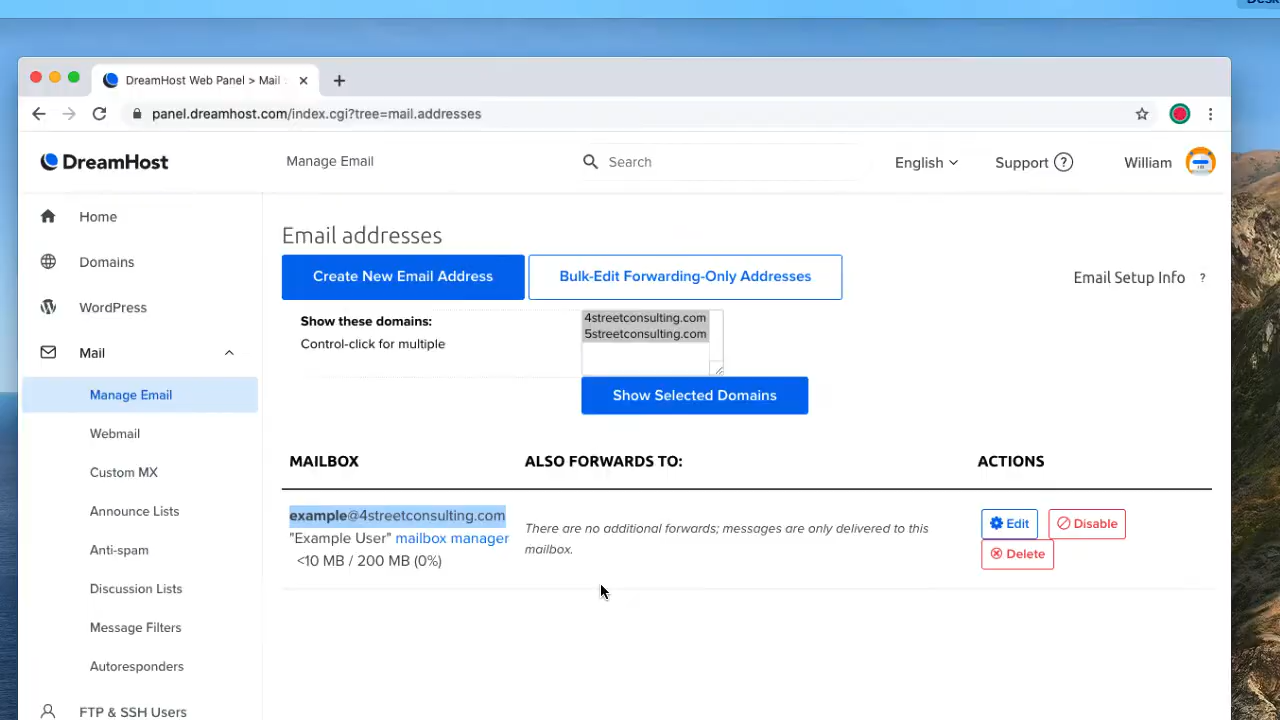 DreamHost Web Panel > Mail
panel.dreamhost.com/index.cgi?tree=mail.addresses
DreamHost
Manage Email
Search
English
Support ?
William
Home
Domains
WordPress
Mail
Manage Email
Webmail
Custom MX
Announce Lists
Anti-spam
Discussion Lists
Message Filters
Autoresponders
FTP & SSH Users
Email addresses
Create New Email Address
Bulk-Edit Forwarding-Only Addresses
Email Setup Info ?
Show these domains:
Control-click for multiple
4streetconsulting.com
5streetconsulting.com
Show Selected Domains
MAILBOX
ALSO FORWARDS TO:
ACTIONS
example@4streetconsulting.com
"Example User" mailbox manager
<10 MB / 200 MB (0%)
There are no additional forwards; messages are only delivered to this
mailbox.
Edit
Disable
Delete